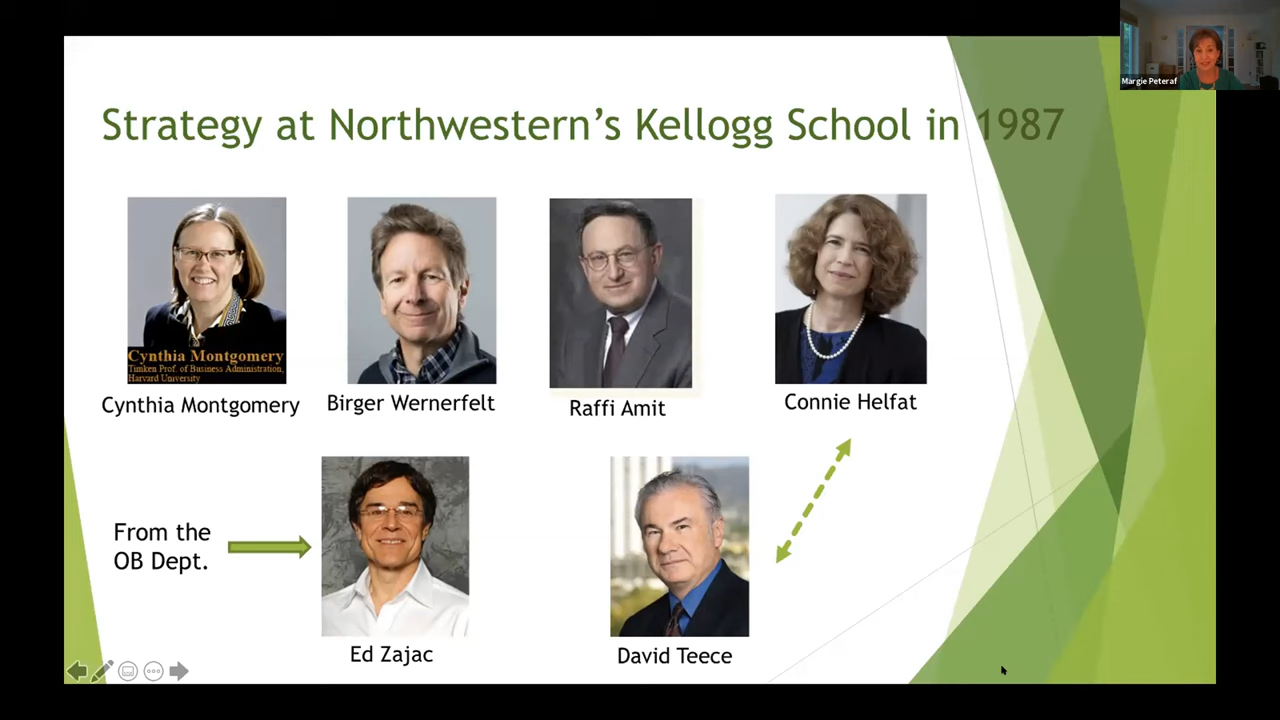 Margie Peteraf
Strategy at Northwestern's Kellogg School in 1987
Cynthia Montgomery
Timken Prof. of Business Administration,
Harvard University
Cynthia Montgomery
Birger Wernerfelt
Raffi Amit
Connie Helfat
From the
OB Dept.
Ed Zajac
David Teece